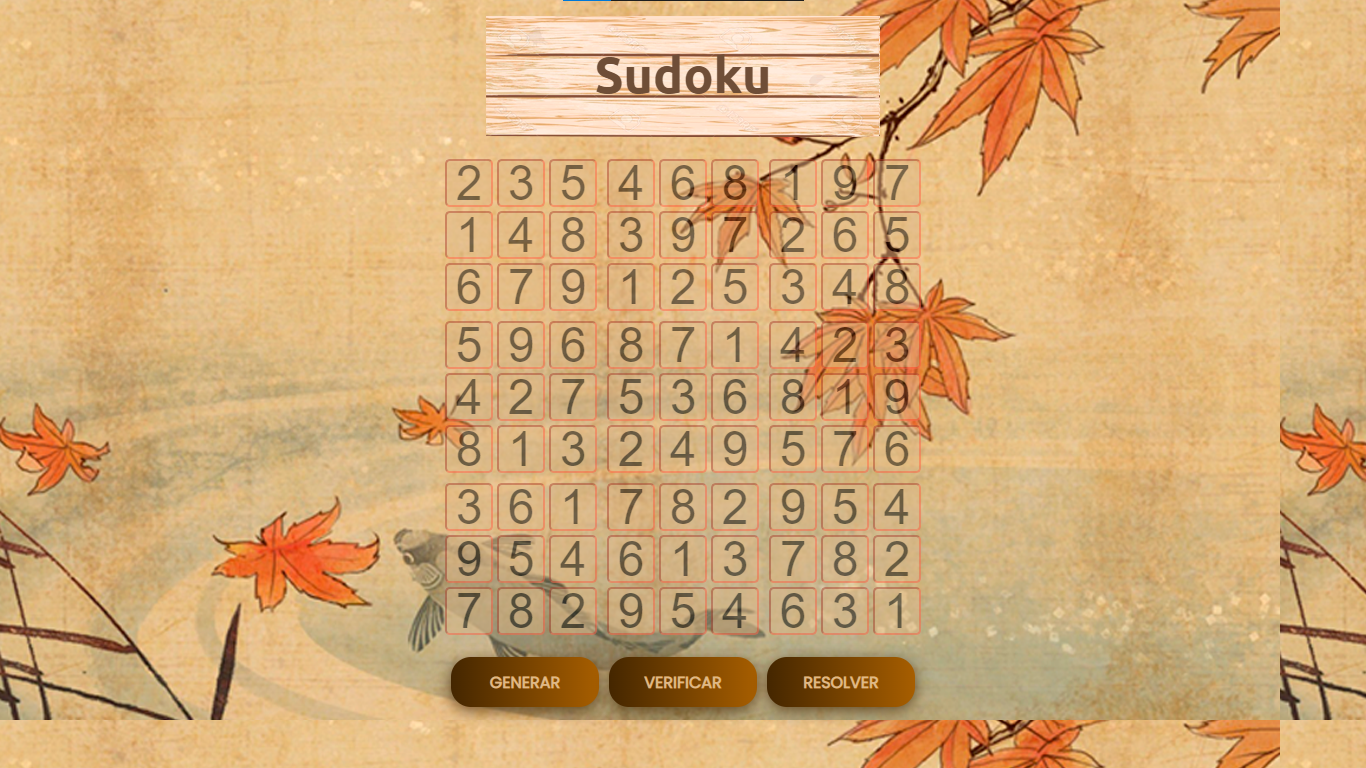 Sudoku
2 3 5 4 6 8 1 9 7
1 4 8 3 9 7 2 6 5
6 7 9 1 2 5 3 4 8
5 9 6 8 7 1 4 2 3
4 2 7 5 3 6 8 1 9
8 1 3 2 4 9 5 7 6
3 6 1 7 8 2 9 5 4
9 5 4 6 1 3 7 8 2
7 8 2 9 5 4 6 3 1
GENERAR VERIFICAR RESOLVER